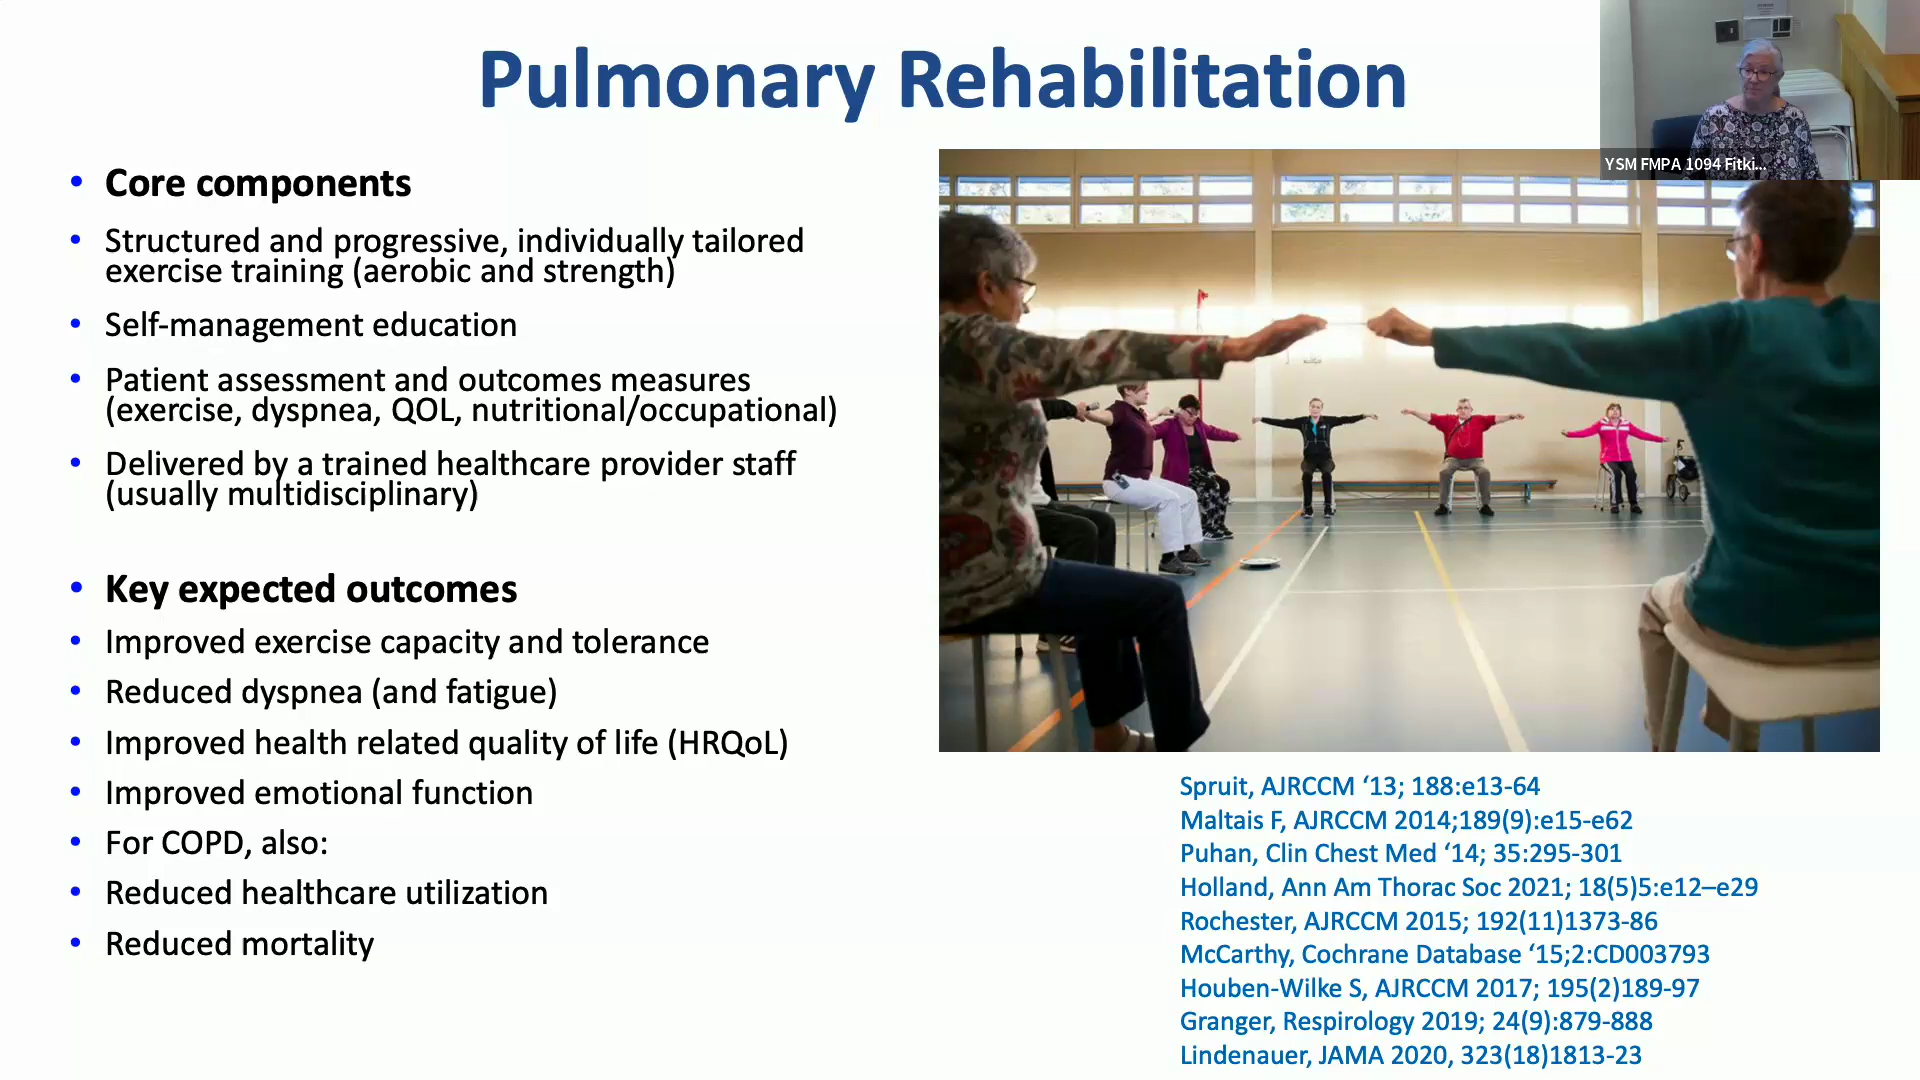 Pulmonary Rehabilitation
YSM FMPA 1094 Fitki...
• Core components
• Structured and progressive, individually tailored
exercise training (aerobic and strength)
• Self-management education
• Patient assessment and outcomes measures
(exercise, dyspnea, QOL, nutritional/occupational)
• Delivered by a trained healthcare provider staff
(usually multidisciplinary)
• Key expected outcomes
• Improved exercise capacity and tolerance
• Reduced dyspnea (and fatigue)
• Improved health related quality of life (HRQoL)
• Improved emotional function
• For COPD, also:
• Reduced healthcare utilization
• Reduced mortality
Spruit, AJRCCM ‘13; 188:e13-64
Maltais F, AJRCCM 2014;189(9):e15-e62
Puhan, Clin Chest Med ‘14; 35:295-301
Holland, Ann Am Thorac Soc 2021; 18(5)5:e12–e29
Rochester, AJRCCM 2015; 192(11)1373-86
McCarthy, Cochrane Database ‘15;2:CD003793
Houben-Wilke S, AJRCCM 2017; 195(2)189-97
Granger, Respirology 2019; 24(9):879-888
Lindenauer, JAMA 2020, 323(18)1813-23